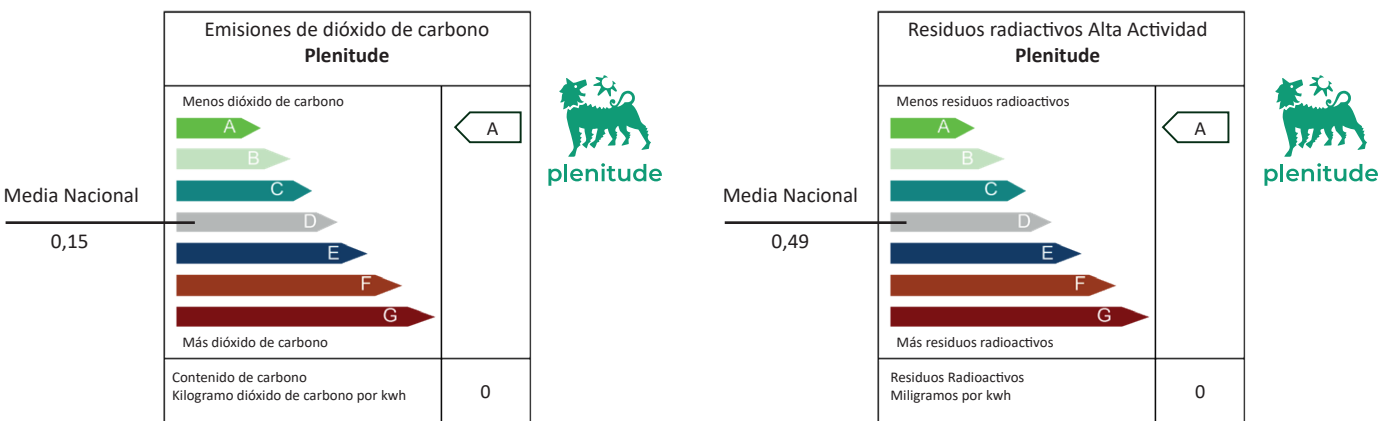 Emisiones de dióxido de carbono
Plenitude
Menos dióxido de carbono
A
A
B
C
Media Nacional
D
0,15
E
F
G
Más dióxido de carbono
Contenido de carbono
Kilogramo dióxido de carbono por kwh
0
plenitude
Residuos radiactivos Alta Actividad
Plenitude
Menos residuos radioactivos
A
A
B
C
Media Nacional
D
0,49
E
F
G
Más residuos radioactivos
Residuos Radioactivos
Miligramos por kwh
0
plenitude